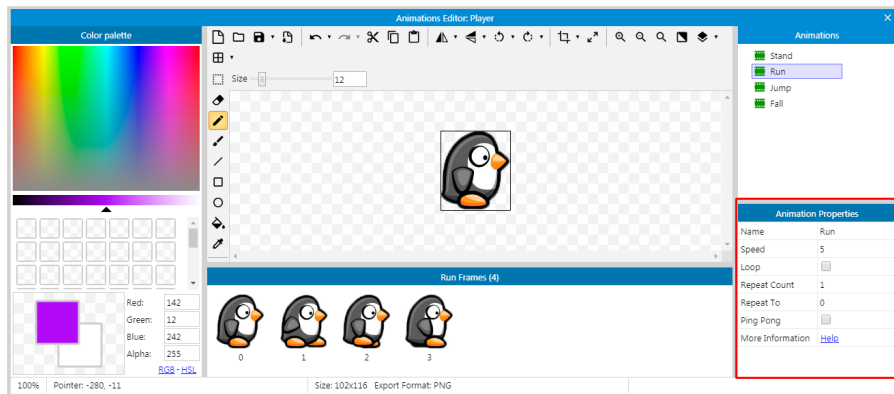 Animations Editor: Player
Color palette
Animations
Size
12
Stand
Run
Jump
Fall
Animation Properties
Name Run
Speed 5
Loop
Repeat Count 1
Repeat To 0
Ping Pong
More Information Help
Run Frames (4)
0 1 2 3
Red: 142
Green: 12
Blue: 242
Alpha: 255
RGB - HSL
100% Pointer: -280, -11 Size: 102x116 Export Format: PNG